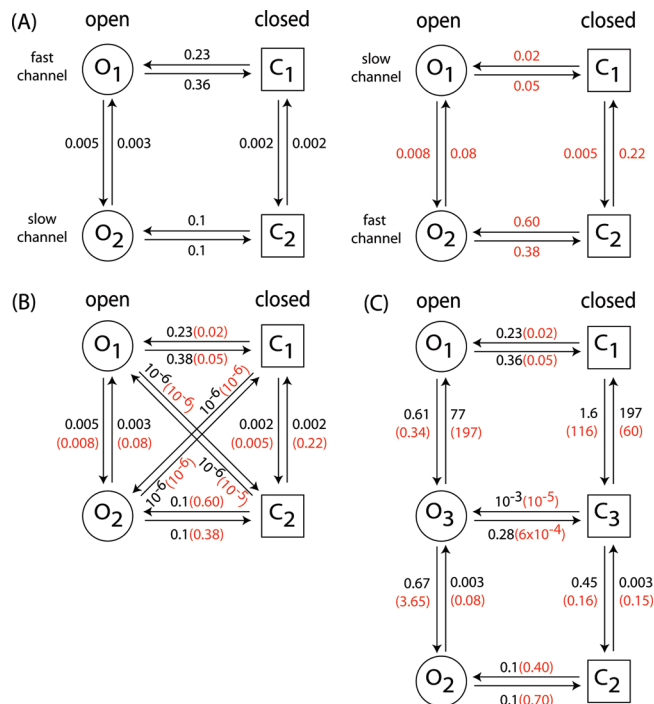 (A) open closed
fast channel O1 0.23 0.36 C1
0.005 0.003 0.002 0.002
slow channel O2 0.1 0.1 C2
open closed
slow channel O1 0.02 0.05 C1
0.008 0.08 0.005 0.22
fast channel O2 0.60 0.38 C2
(B) open closed
O1 0.23(0.02) C1
0.38(0.05)
10-6(10-6) 10-6(10-6)
0.005 0.003 0.002 0.002
(0.008) (0.08) (0.005) (0.22)
10-6(10-6) 10-6(10-5)
O2 0.1(0.60) C2
0.1(0.38)
(C) open closed
O1 0.23(0.02) C1
0.36(0.05)
0.61 77 1.6 197
(0.34) (197) (116) (60)
O3 10-3(10-5) C3
0.28(6x10-4)
0.67 0.003 0.45 0.003
(3.65) (0.08) (0.16) (0.15)
O2 0.1(0.40) C2
0.1(0.70)